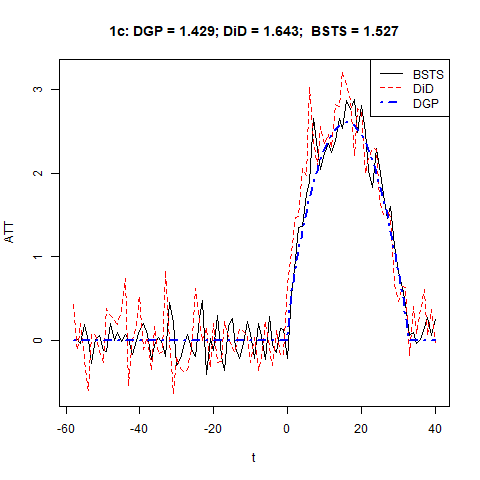 1c: DGP = 1.429; DiD = 1.643;  BSTS = 1.527
BSTS
DiD
DGP
ATT
3
2
1
0
-60
-40
-20
0
20
40
t